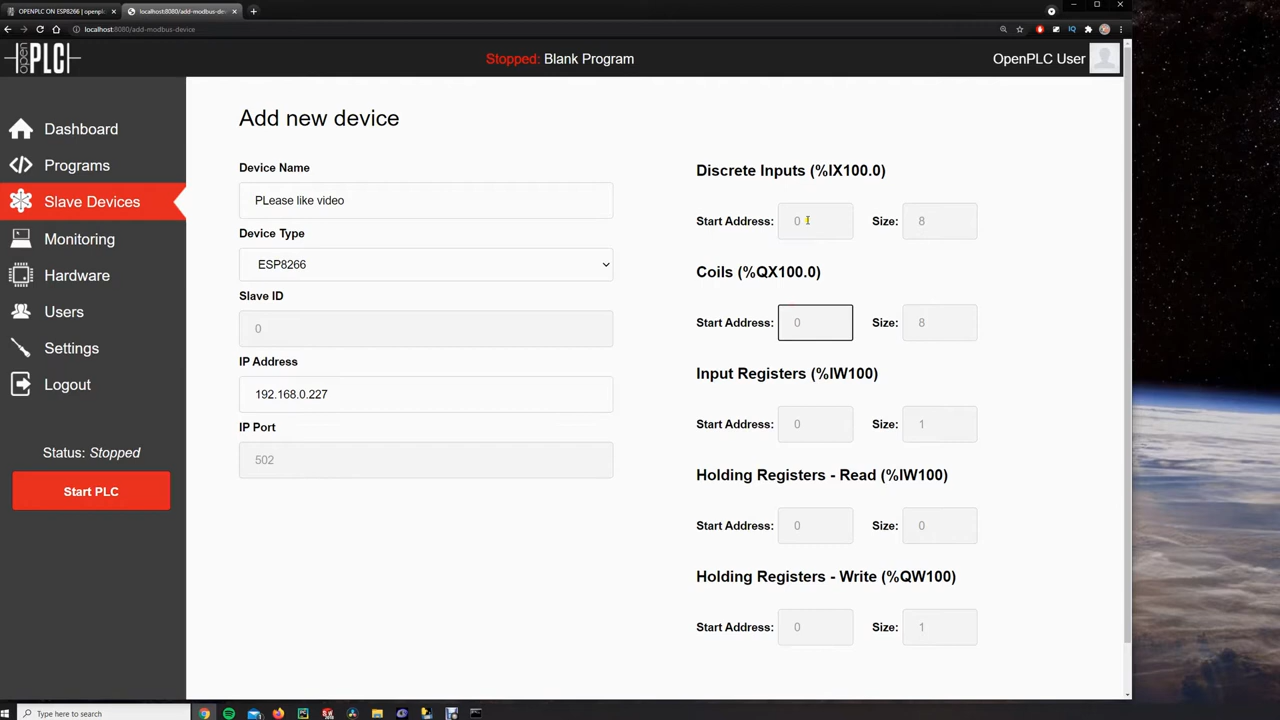 OPENPLC ON ESP8266 | openpl
localhost:8080/add-modbus-devic
localhost:8080/add-modbus-device
open
PLC
Stopped: Blank Program
OpenPLC User
Dashboard
Programs
Slave Devices
Monitoring
Hardware
Users
Settings
Logout
Status: Stopped
Start PLC
Add new device
Device Name
PLease like video
Device Type
ESP8266
Slave ID
0
IP Address
192.168.0.227
IP Port
502
Discrete Inputs (%IX100.0)
Start Address: 0 Size: 8
Coils (%QX100.0)
Start Address: 0 Size: 8
Input Registers (%IW100)
Start Address: 0 Size: 1
Holding Registers - Read (%IW100)
Start Address: 0 Size: 0
Holding Registers - Write (%QW100)
Start Address: 0 Size: 1
Type here to search